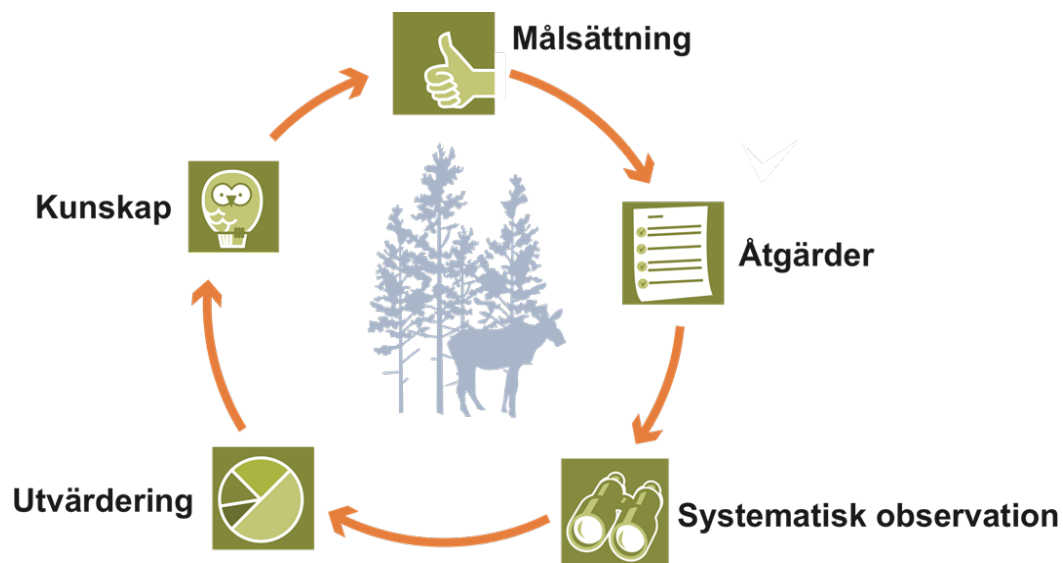 Målsättning
Åtgärder
Systematisk observation
Utvärdering
Kunskap